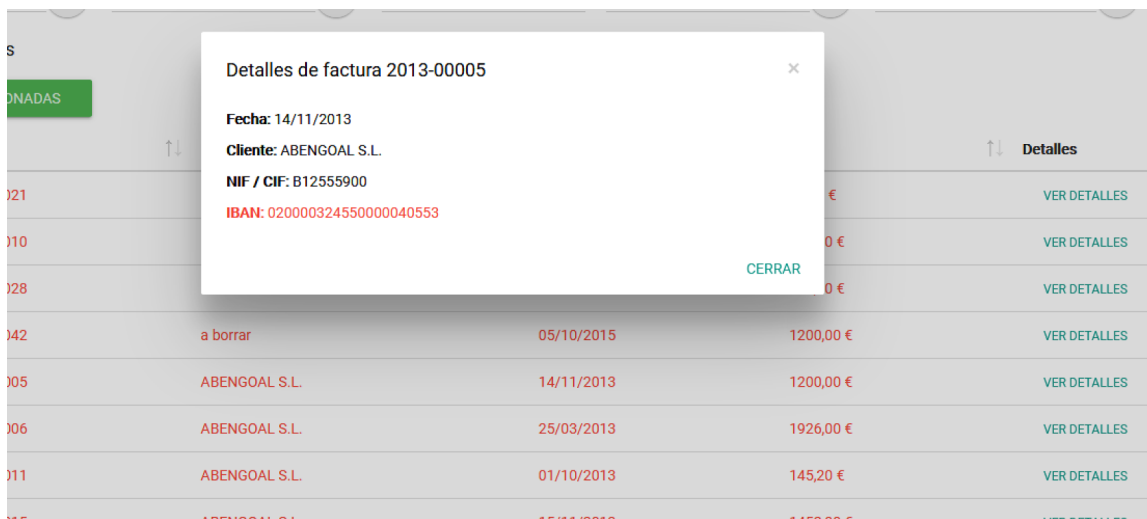 s
Detalles de factura 2013-00005
×
ONADAS
Fecha: 14/11/2013
Cliente: ABENGOAL S.L.
Detalles
NIF / CIF: B12555900
021 € VER DETALLES
IBAN: 020000324550000040553
010 0 € VER DETALLES
CERRAR
028 0 € VER DETALLES
042 a borrar 05/10/2015 1200,00 € VER DETALLES
005 ABENGOAL S.L. 14/11/2013 1200,00 € VER DETALLES
006 ABENGOAL S.L. 25/03/2013 1926,00 € VER DETALLES
011 ABENGOAL S.L. 01/10/2013 145,20 € VER DETALLES